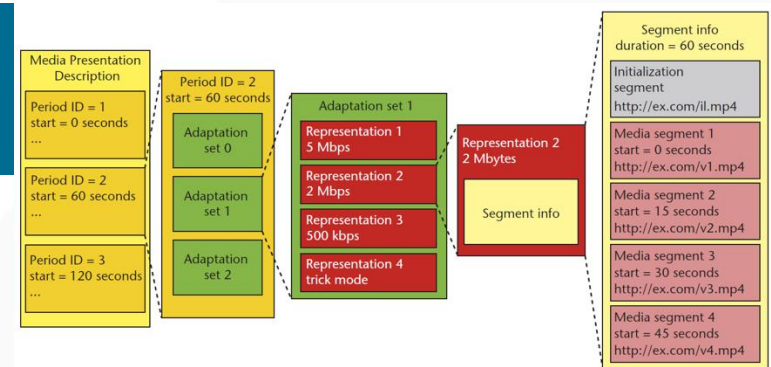 Media Presentation
Description
Period ID = 1
start = 0 seconds
...
Period ID = 2
start = 60 seconds
...
Period ID = 3
start = 120 seconds
...
Period ID = 2
start = 60 seconds
Adaptation
set 0
Adaptation
set 1
Adaptation
set 2
Adaptation set 1
Representation 1
5 Mbps
Representation 2
2 Mbps
Representation 3
500 kbps
Representation 4
trick mode
Representation 2
2 Mbytes
Segment info
Segment info
duration = 60 seconds
Initialization
segment
http://ex.com/il.mp4
Media segment 1
start = 0 seconds
http://ex.com/v1.mp4
Media segment 2
start = 15 seconds
http://ex.com/v2.mp4
Media segment 3
start = 30 seconds
http://ex.com/v3.mp4
Media segment 4
start = 45 seconds
http://ex.com/v4.mp4